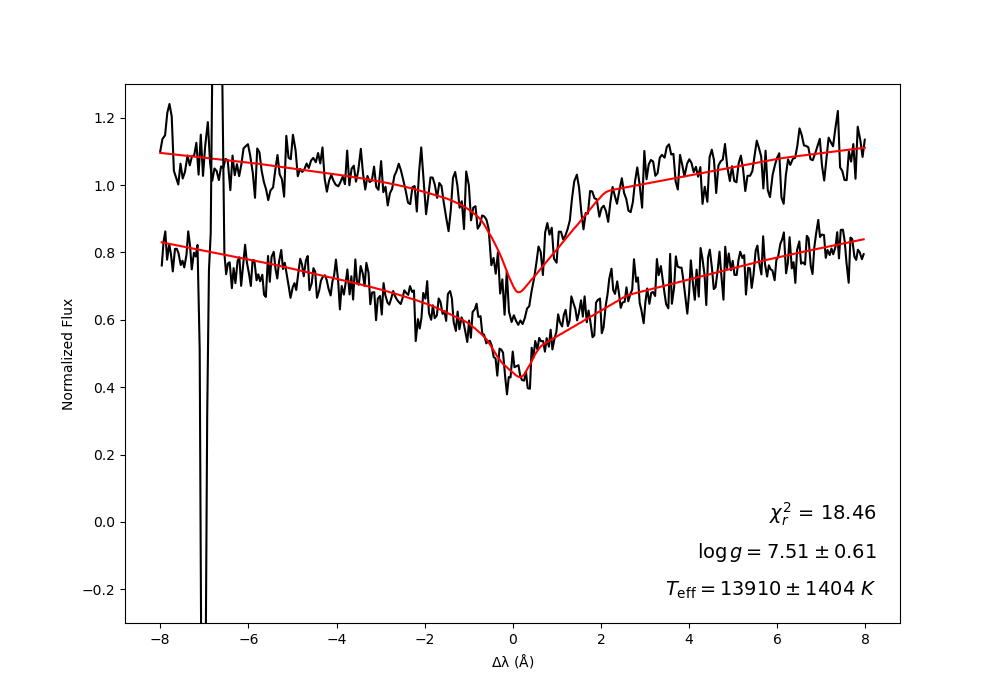 1.2
1.0
0.8
0.6
0.4
0.2
0.0
−0.2
Normalized Flux
χ²ᵣ = 18.46
log g = 7.51 ± 0.61
T_eff = 13910 ± 1404 K
−8 −6 −4 −2 0 2 4 6 8
Δλ (Å)